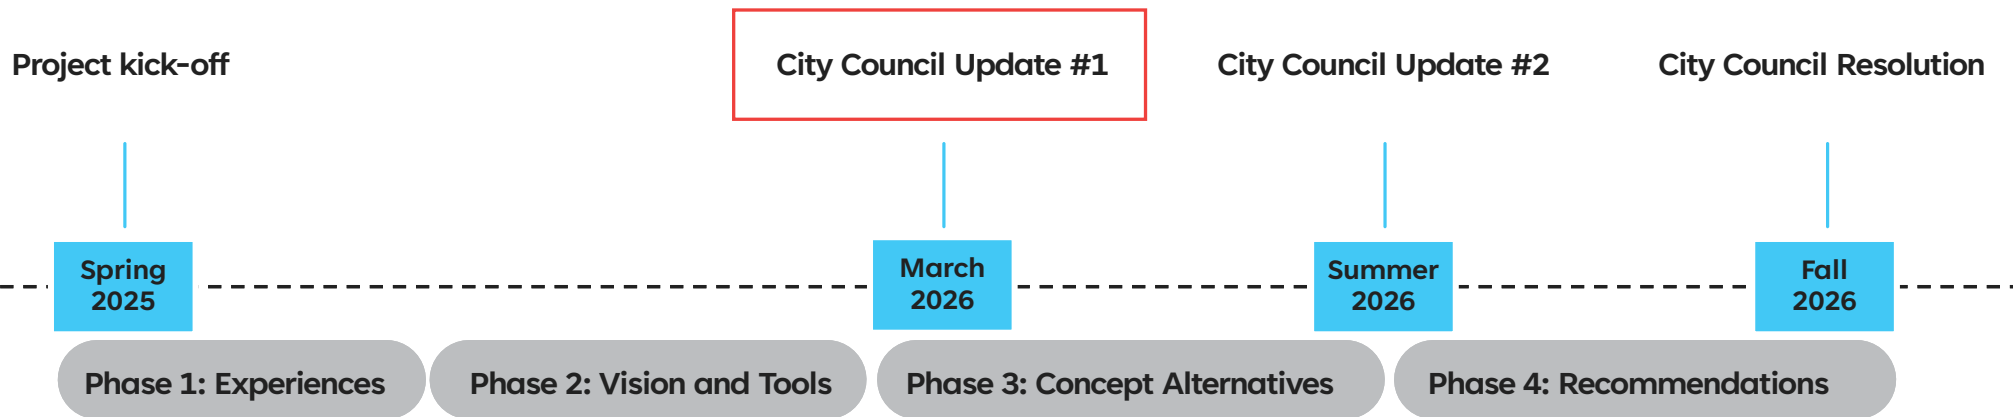 Project kick-off
City Council Update #1
City Council Update #2
City Council Resolution
Spring
2025
March
2026
Summer
2026
Fall
2026
Phase 1: Experiences
Phase 2: Vision and Tools
Phase 3: Concept Alternatives
Phase 4: Recommendations